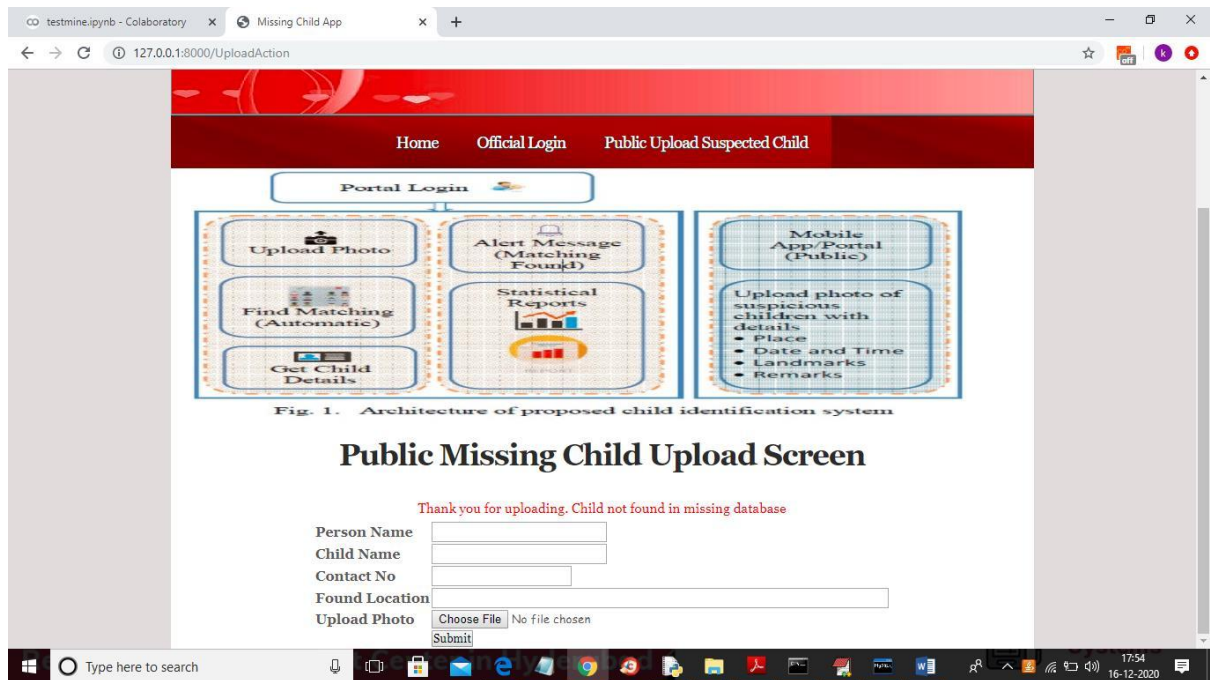 testmine.ipynb - Colaboratory
Missing Child App
127.0.0.1:8000/UploadAction
off
k
Home Official Login Public Upload Suspected Child
Portal Login
Upload Photo
Find Matching
(Automatic)
Get Child
Details
Alert Message
(Matching
Found)
Statistical
Reports
Mobile
App/Portal
(Public)
Upload photo of
suspicious
children with
details
• Place
• Date and Time
• Landmarks
• Remarks
Fig. 1. Architecture of proposed child identification system
Public Missing Child Upload Screen
Thank you for uploading. Child not found in missing database
Person Name
Child Name
Contact No
Found Location
Upload Photo Choose File No file chosen
Submit
Systems
Type here to search
17:54
16-12-2020